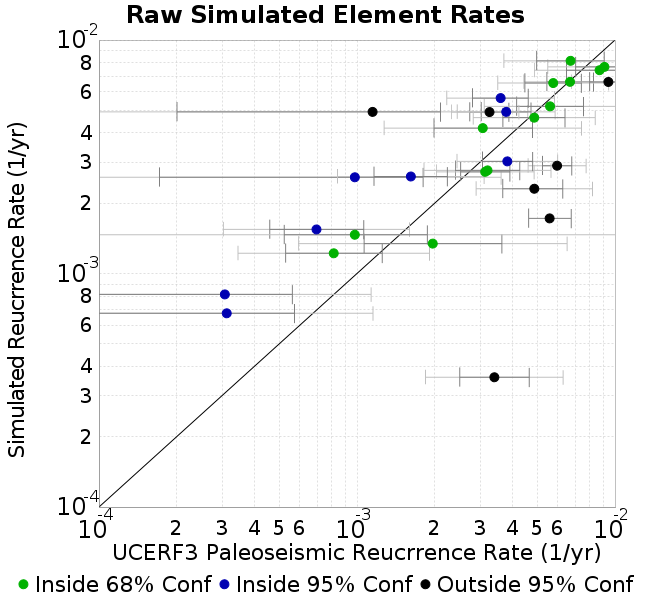 Raw Simulated Element Rates
10-2
8
6
4
3
2
10-3
8
6
4
3
2
10-4
Simulated Reucrrence Rate (1/yr)
10-4 2 3 4 5 6 10-3 2 3 4 5 6 10-2
UCERF3 Paleoseismic Reucrrence Rate (1/yr)
Inside 68% Conf Inside 95% Conf Outside 95% Conf